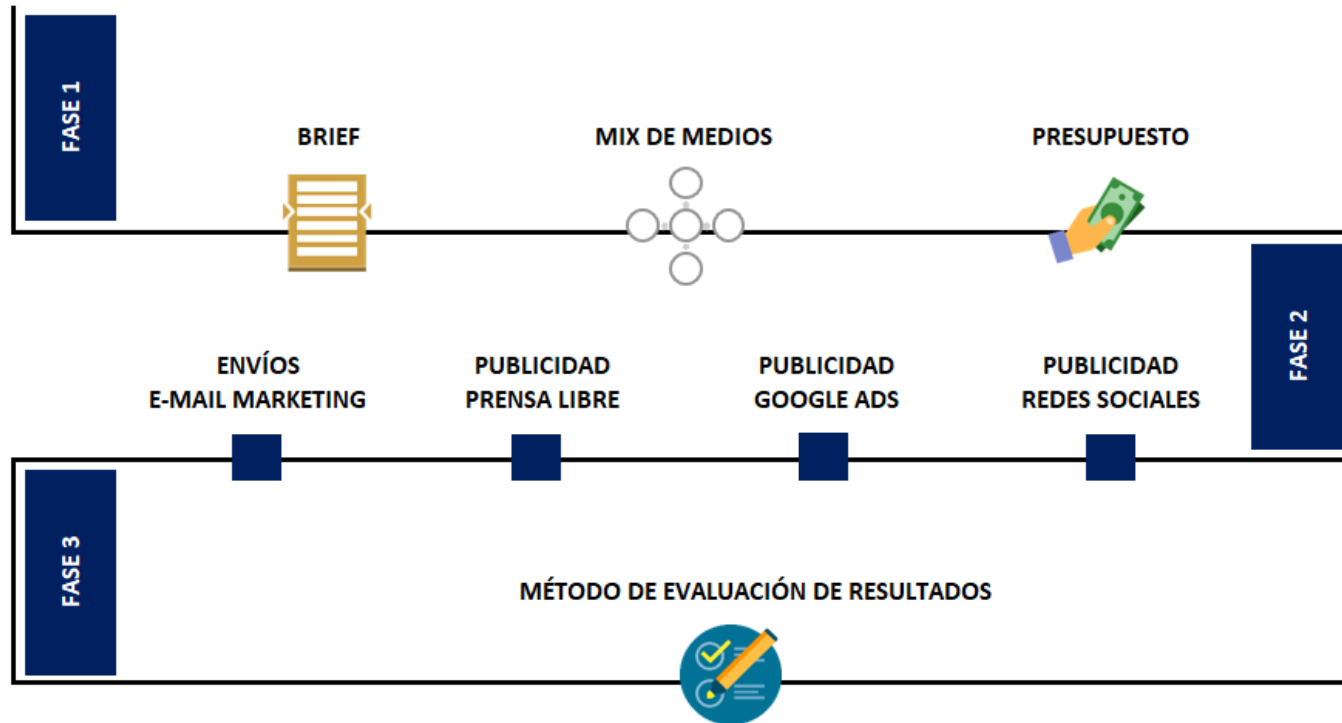 FASE 1
BRIEF
MIX DE MEDIOS
PRESUPUESTO
FASE 2
ENVÍOS
E-MAIL MARKETING
PUBLICIDAD
PRENSA LIBRE
PUBLICIDAD
GOOGLE ADS
PUBLICIDAD
REDES SOCIALES
FASE 3
MÉTODO DE EVALUACIÓN DE RESULTADOS